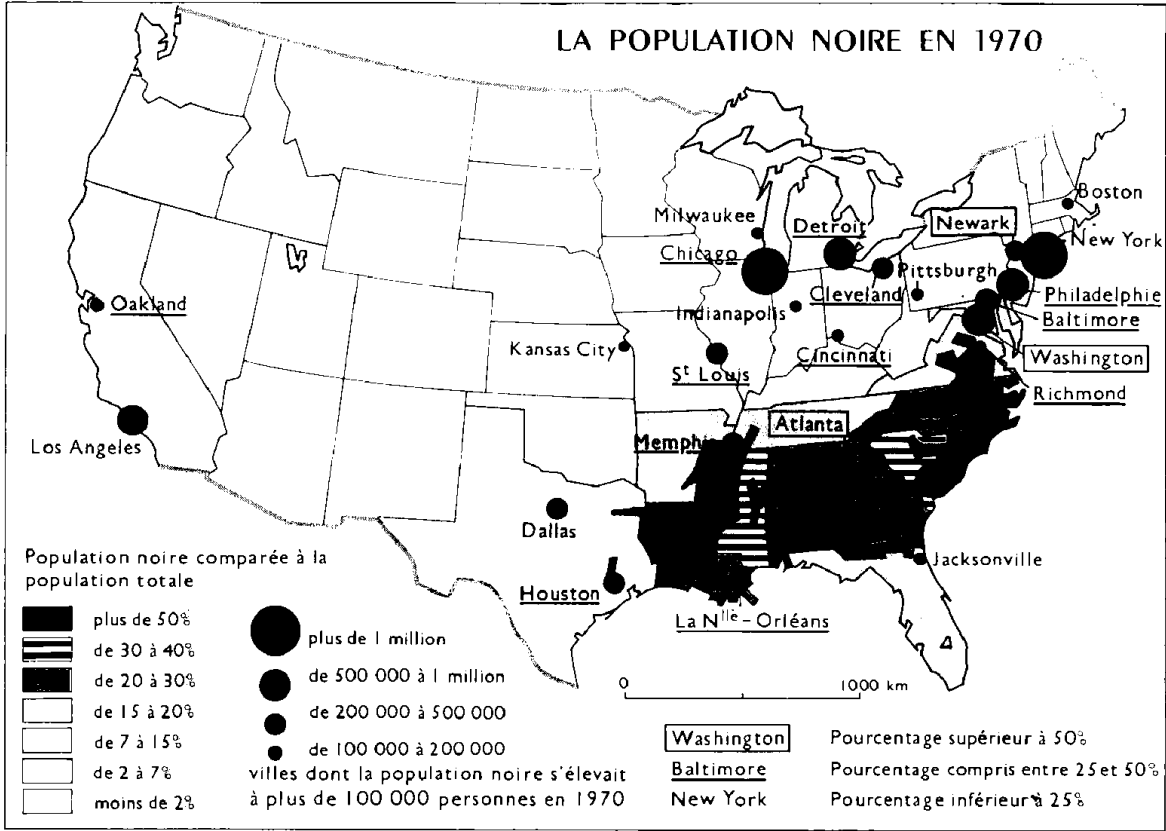 LA POPULATION NOIRE EN 1970
Boston
Milwaukee
Detroit
Newark
New York
Chicago
Pittsburgh
Cleveland
Philadelphie
Oakland
Indianapolis
Baltimore
Kansas City
Cincinnati
Washington
St Louis
Richmond
Atlanta
Memphis
Los Angeles
Dallas
Jacksonville
Houston
La Nlle-Orléans
Population noire comparée à la
population totale
plus de 50%
de 30 à 40%
de 20 à 30%
de 15 à 20%
de 7 à 15%
de 2 à 7%
moins de 2%
plus de 1 million
de 500 000 à 1 million
de 200 000 à 500 000
de 100 000 à 200 000
villes dont la population noire s'élevait
à plus de 100 000 personnes en 1970
0 1000 km
Washington Pourcentage supérieur à 50%
Baltimore Pourcentage compris entre 25 et 50%
New York Pourcentage inférieur à 25%